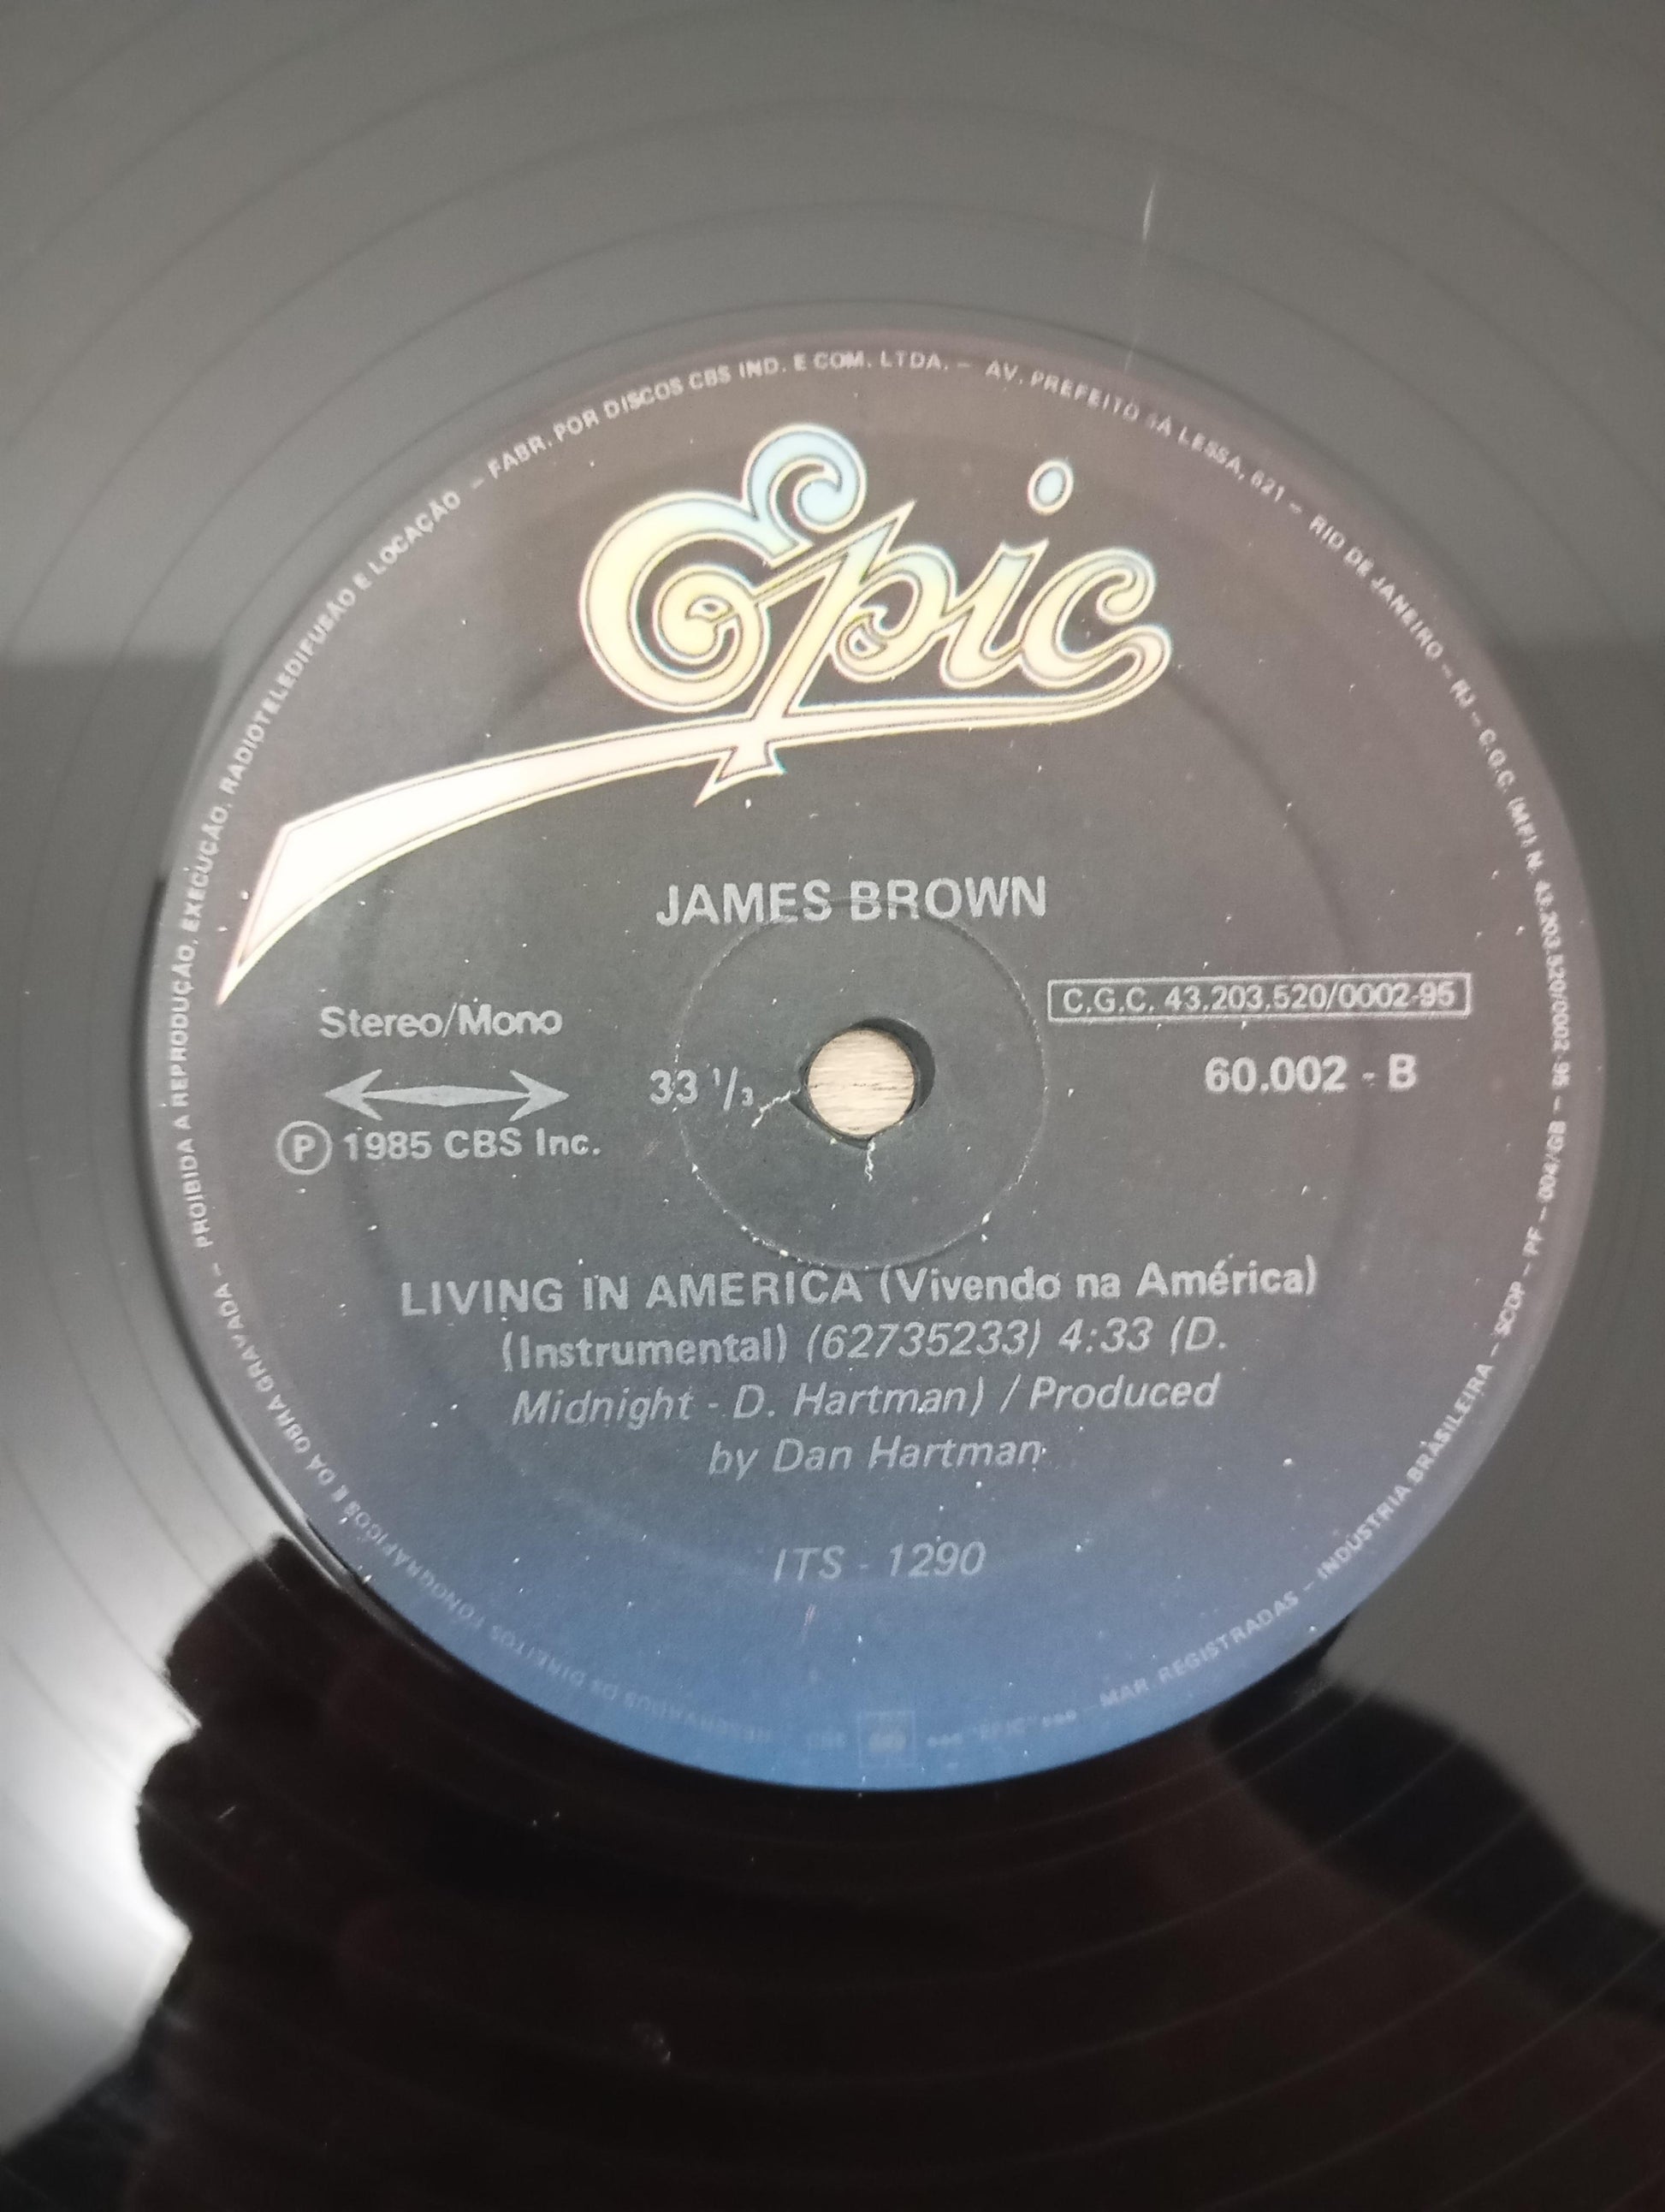 PROIBIDA A REPRODUÇÃO, EXECUÇÃO, RADIOTELEDIFUSÃO E LOCAÇÃO – FABR. POR DISCOS CBS IND. E COM. LTDA. – AV. PREFEITO SÁ LESSA, 621 – RIO DE JANEIRO – RJ – C.G.C. (MF) N. 43.203.520/0002-95 – PF – 004/GB – SCDP – INDÚSTRIA BRASILEIRA – MAR. REGISTRADAS –
Epic
JAMES BROWN
Stereo/Mono
C.G.C. 43.203.520/0002-95
33 1/3
60.002 - B
℗ 1985 CBS Inc.
LIVING IN AMERICA (Vivendo na América)
(Instrumental) (62735233) 4:33 (D.
Midnight - D. Hartman) / Produced
by Dan Hartman
ITS - 1290
"EPIC"
CBS
RESERVADOS OS DIREITOS FONOGRÁFICOS E DA OBRA GRAVADA –